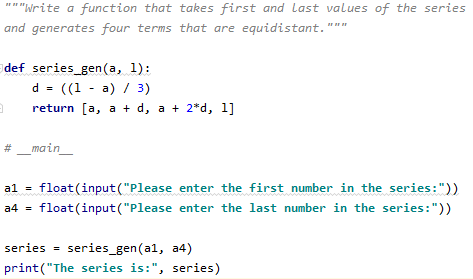 """Write a function that takes first and last values of the series
and generates four terms that are equidistant."""
def series_gen(a, l):
    d = ((l - a) / 3)
    return [a, a + d, a + 2*d, l]
# __main__
a1 = float(input("Please enter the first number in the series:"))
a4 = float(input("Please enter the last number in the series:"))
series = series_gen(a1, a4)
print("The series is:", series)